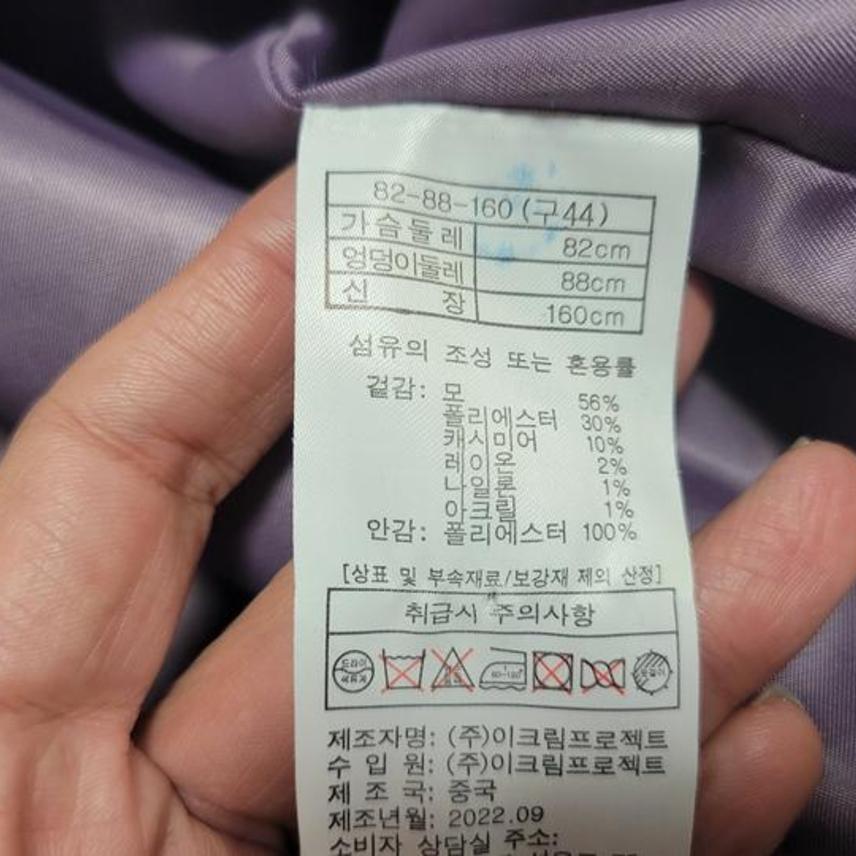 82-88-160 (구44)
가슴둘레 82cm
엉덩이둘레 88cm
신 장 160cm
섬유의 조성 또는 혼용률
겉감: 모 56%
폴리에스터 30%
캐시미어 10%
레이온 2%
나일론 1%
아크릴 1%
안감: 폴리에스터 100%
[상표 및 부속재료/보강재 제외 산정]
취급시 주의사항
드라이
제조자명: (주)이크림프로젝트
수 입 원: (주)이크림프로젝트
제 조 국: 중국
제조년월: 2022.09
소비자 상담실 주소: